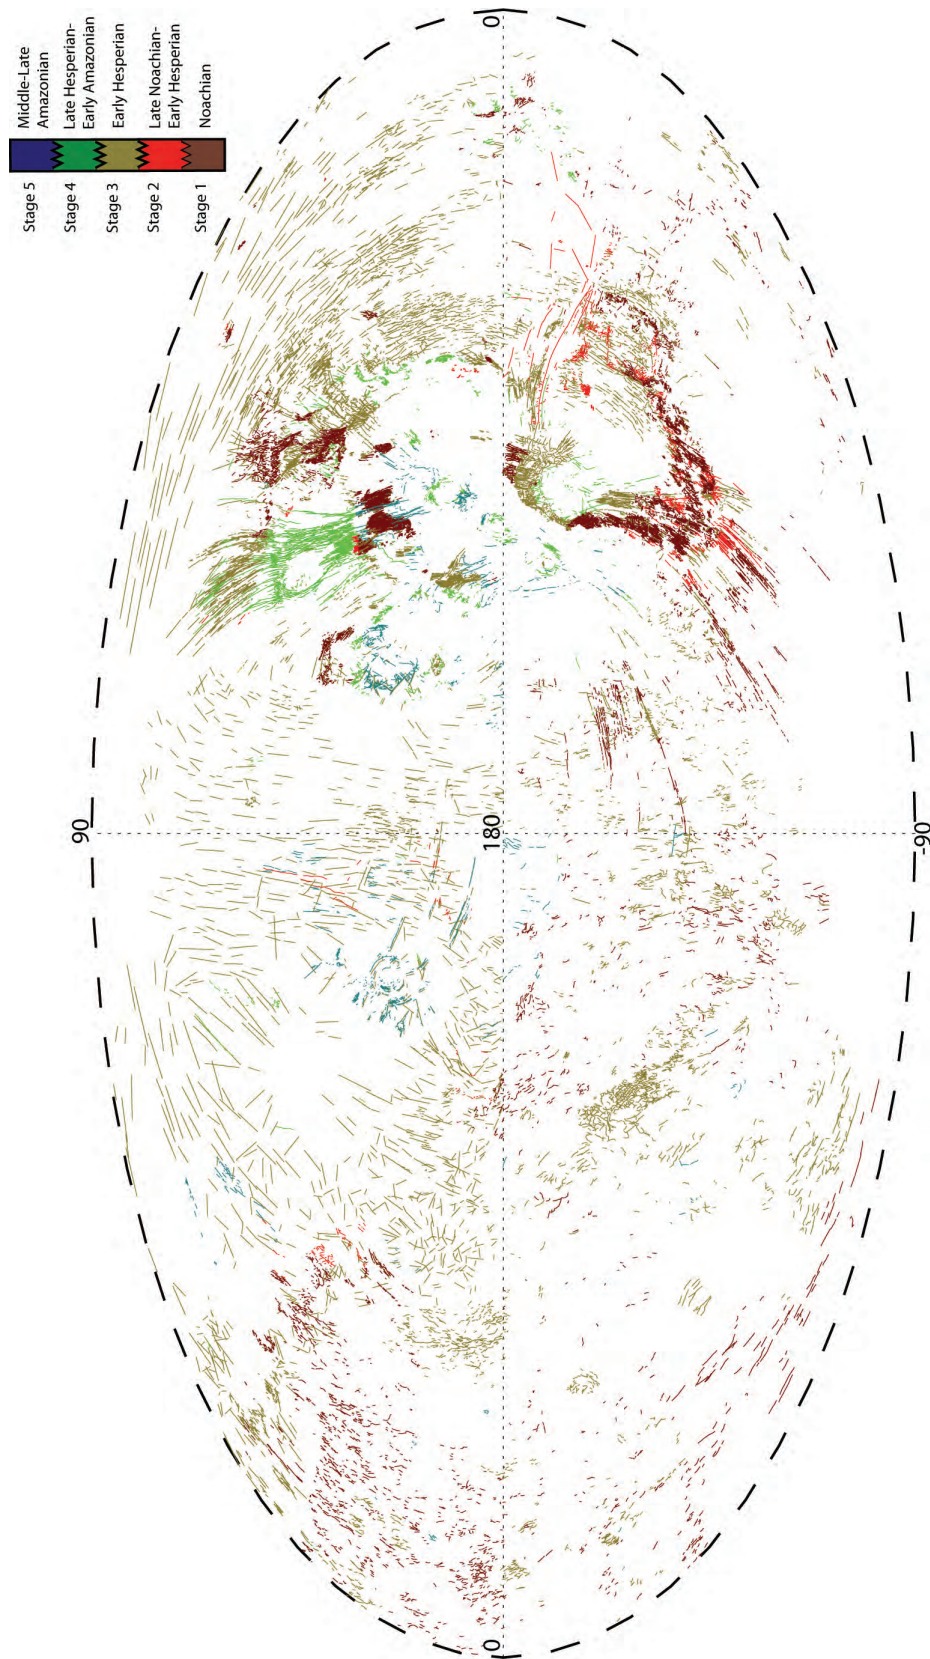 Middle-Late
Amazonian
Late Hesperian-
Early Amazonian
Early Hesperian
Late Noachian-
Early Hesperian
Noachian
Stage 5
Stage 4
Stage 3
Stage 2
Stage 1
0
90
180
-90
0